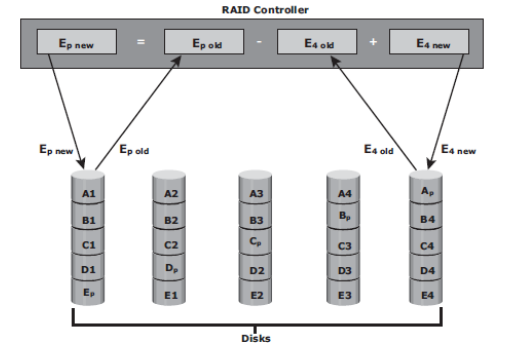 RAID Controller
Ep new = Ep old - E4 old + E4 new
Ep new Ep old E4 old E4 new
A1 A2 A3 A4 Ap
B1 B2 B3 Bp B4
C1 C2 Cp C3 C4
D1 Dp D2 D3 D4
Ep E1 E2 E3 E4
Disks